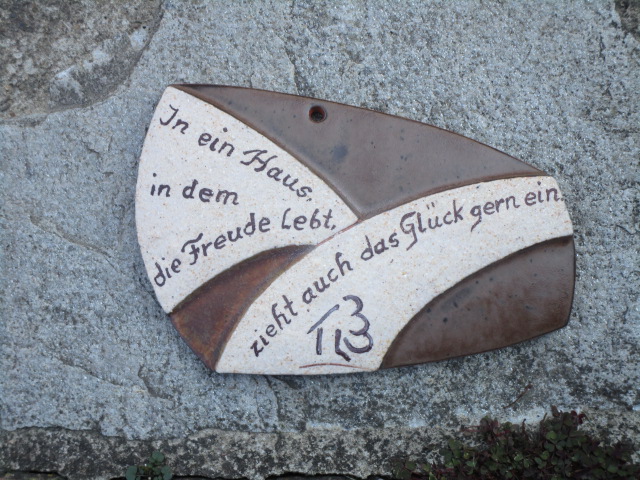 In ein Haus,
in dem
die Freude lebt,
zieht auch das Glück gern ein.